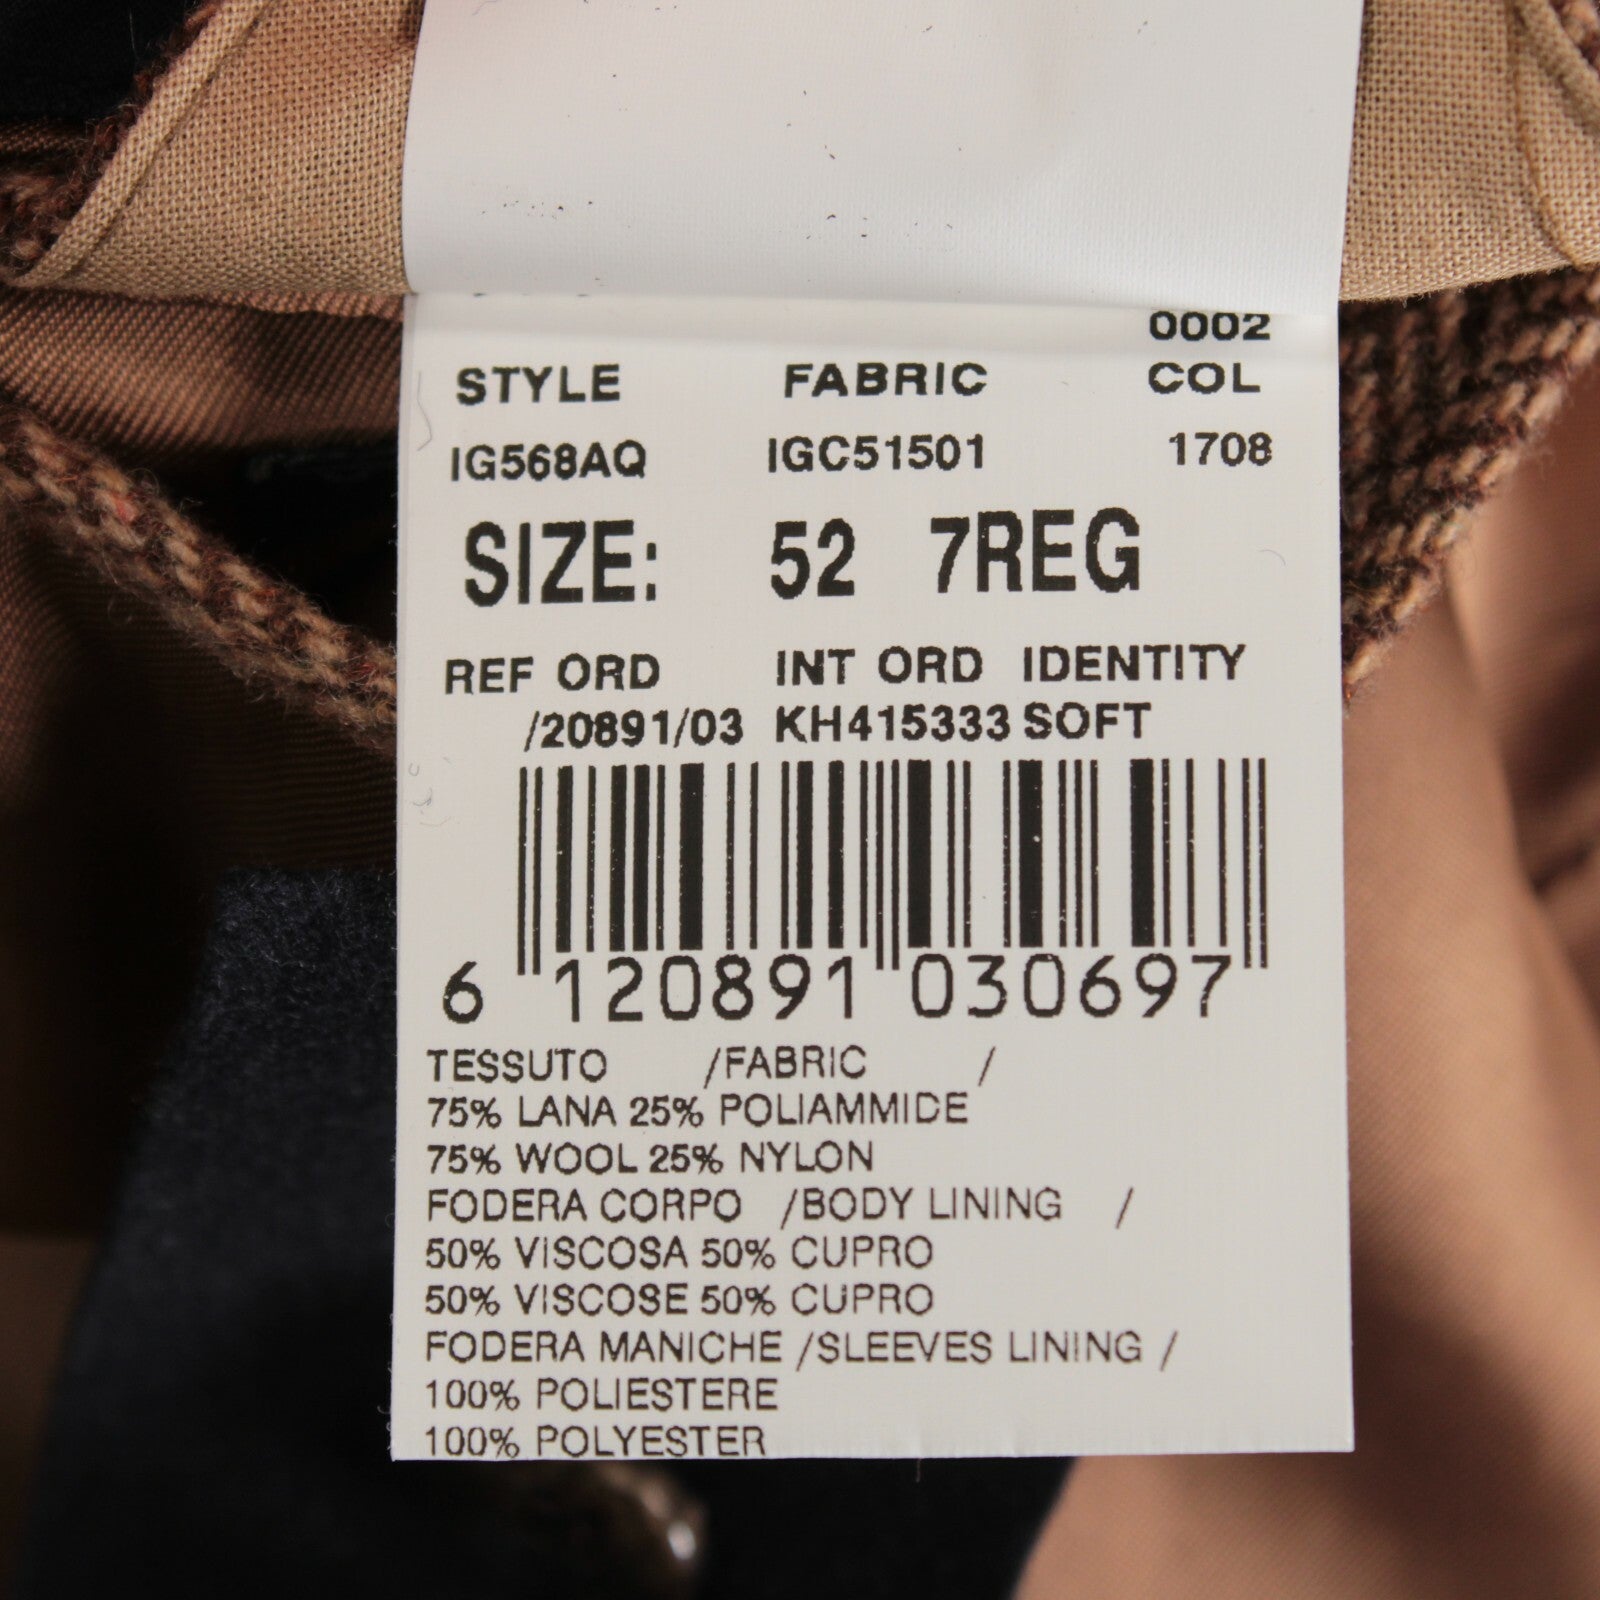 0002
STYLE FABRIC COL
IG568AQ IGC51501 1708
SIZE: 52 7REG
REF ORD INT ORD IDENTITY
/20891/03 KH415333 SOFT
6 120891 030697
TESSUTO /FABRIC /
75% LANA 25% POLIAMMIDE
75% WOOL 25% NYLON
FODERA CORPO /BODY LINING /
50% VISCOSA 50% CUPRO
50% VISCOSE 50% CUPRO
FODERA MANICHE /SLEEVES LINING /
100% POLIESTERE
100% POLYESTER